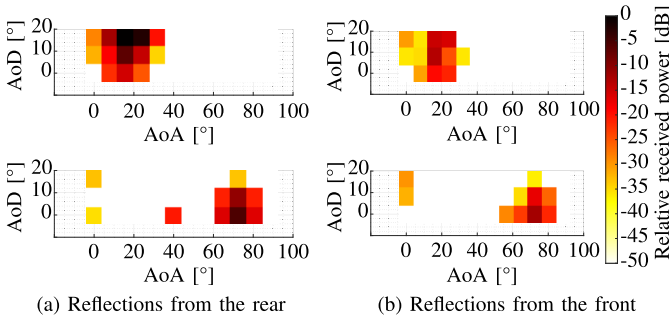 AoD [°]
20
10
0
0 20 40 60 80 100
AoA [°]
AoD [°]
20
10
0
0 20 40 60 80 100
AoA [°]
AoD [°]
20
10
0
0 20 40 60 80 100
AoA [°]
(a) Reflections from the rear
AoD [°]
20
10
0
0 20 40 60 80 100
AoA [°]
(b) Reflections from the front
0
-5
-10
-15
-20
-25
-30
-35
-40
-45
-50
Relative received power [dB]